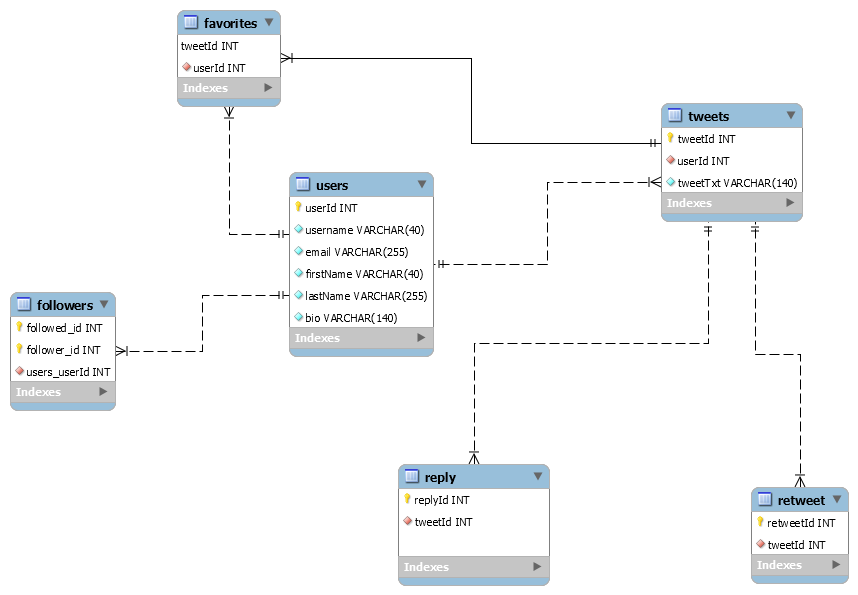 favorites
tweetId INT
userId INT
Indexes
tweets
tweetId INT
userId INT
tweetTxt VARCHAR(140)
Indexes
users
userId INT
username VARCHAR(40)
email VARCHAR(255)
firstName VARCHAR(40)
lastName VARCHAR(255)
bio VARCHAR(140)
Indexes
followers
followed_id INT
follower_id INT
users_userId INT
Indexes
reply
replyId INT
tweetId INT
Indexes
retweet
retweetId INT
tweetId INT
Indexes